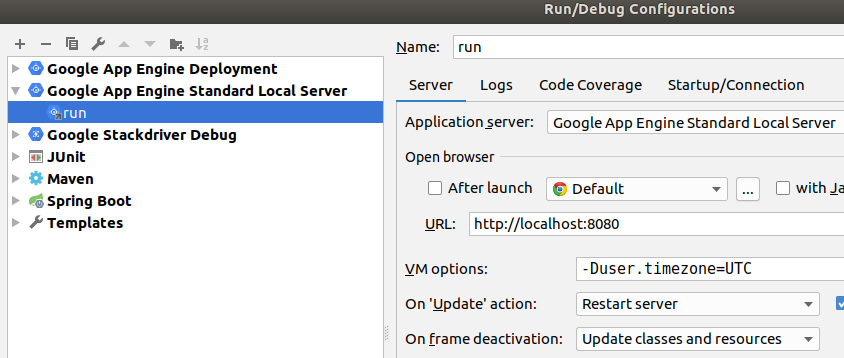 Run/Debug Configurations
Name: run
Google App Engine Deployment
Google App Engine Standard Local Server
run
Google Stackdriver Debug
JUnit
Maven
Spring Boot
Templates
Server Logs Code Coverage Startup/Connection
Application server: Google App Engine Standard Local Server
Open browser
After launch Default ... with Ja
URL: http://localhost:8080
VM options: -Duser.timezone=UTC
On 'Update' action: Restart server
On frame deactivation: Update classes and resources